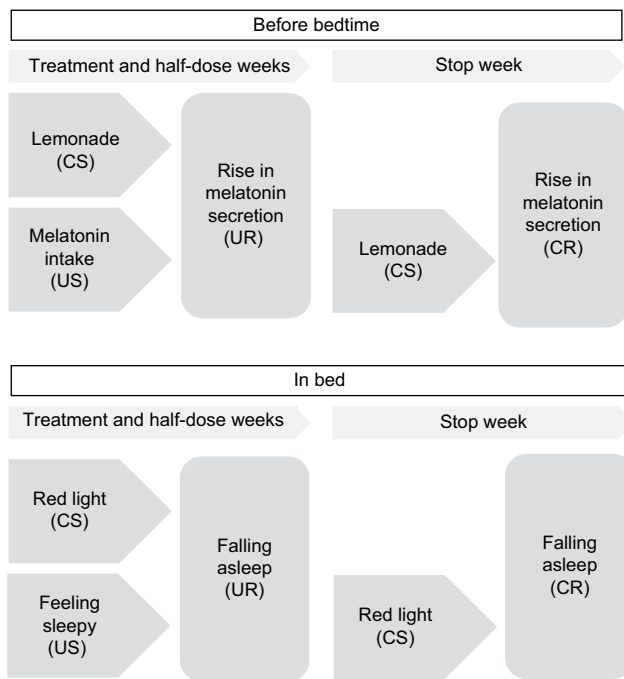 Before bedtime
Treatment and half-dose weeks
Stop week
Lemonade
(CS)
Melatonin
intake
(US)
Rise in
melatonin
secretion
(UR)
Lemonade
(CS)
Rise in
melatonin
secretion
(CR)
In bed
Treatment and half-dose weeks
Stop week
Red light
(CS)
Feeling
sleepy
(US)
Falling
asleep
(UR)
Red light
(CS)
Falling
asleep
(CR)